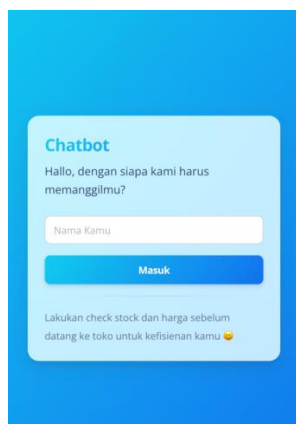 Chatbot
Hallo, dengan siapa kami harus
memanggilmu?
Nama Kamu
Masuk
Lakukan check stock dan harga sebelum
datang ke toko untuk kefisienan kamu 😄